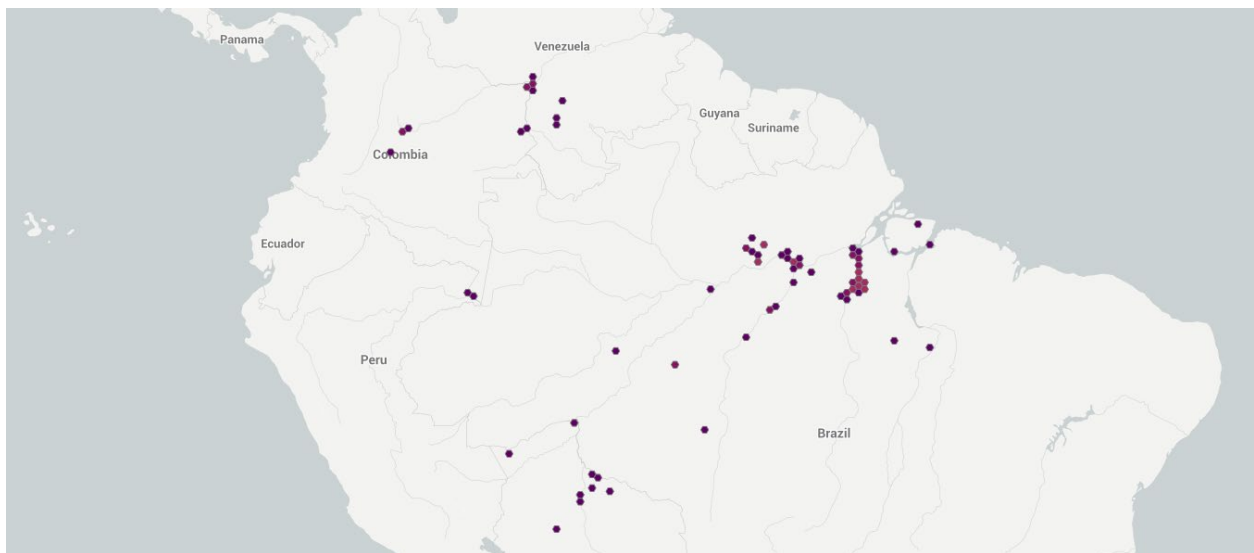 Panama
Venezuela
Guyana
Suriname
Colombia
Ecuador
Peru
Brazil